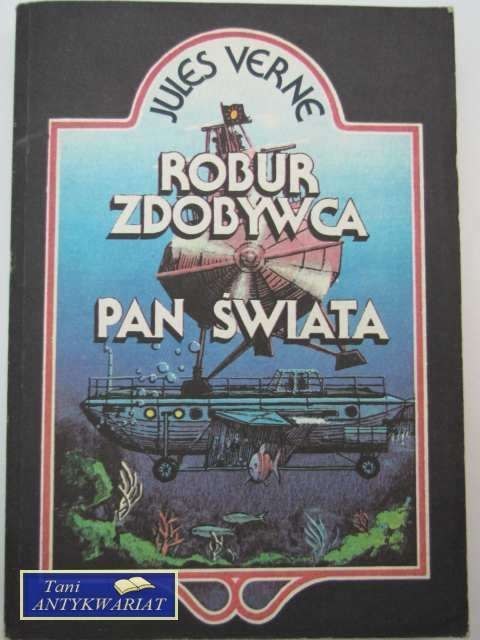 JULES VERNE
ROBUR
ZDOBYWCA
PAN ŚWIATA
Tani
ANTYKWARIAT